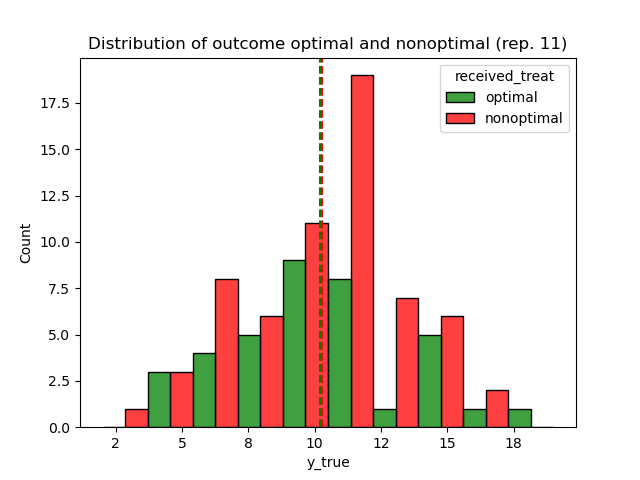 Distribution of outcome optimal and nonoptimal (rep. 11)
received_treat
optimal
nonoptimal
17.5
15.0
12.5
10.0
7.5
5.0
2.5
0.0
Count
2 5 8 10 12 15 18
y_true